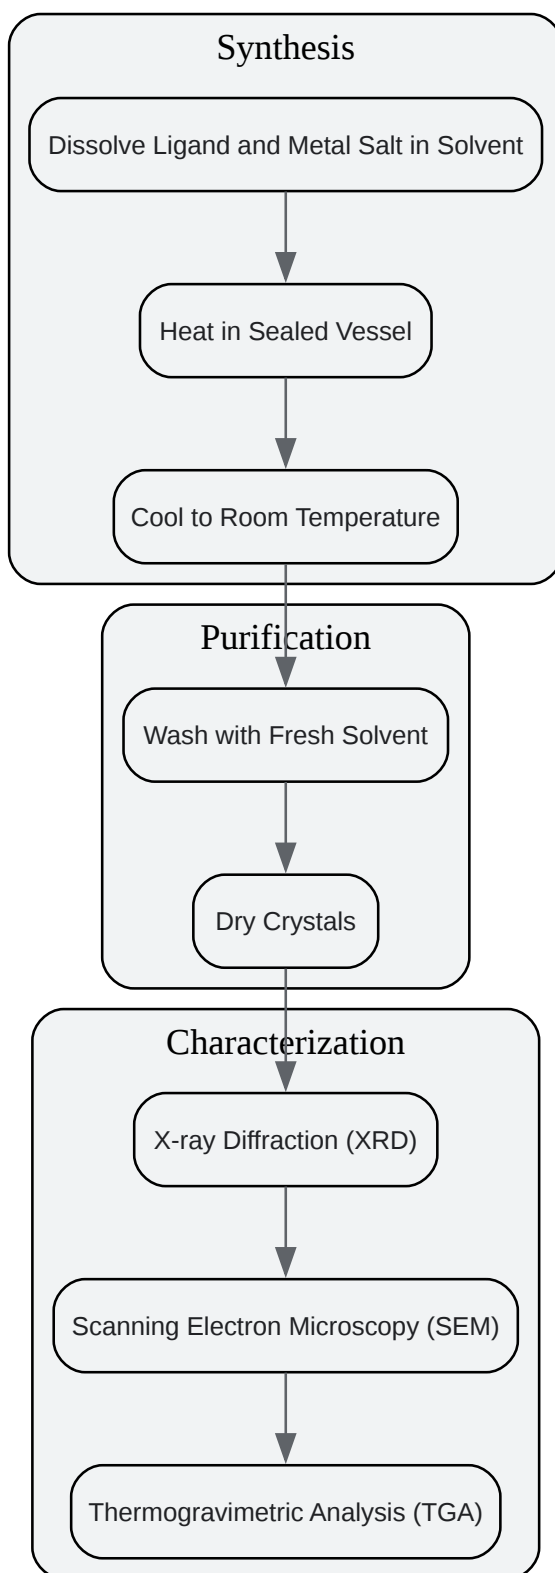 Synthesis
Dissolve Ligand and Metal Salt in Solvent
Heat in Sealed Vessel
Cool to Room Temperature
Purification
Wash with Fresh Solvent
Dry Crystals
Characterization
X-ray Diffraction (XRD)
Scanning Electron Microscopy (SEM)
Thermogravimetric Analysis (TGA)